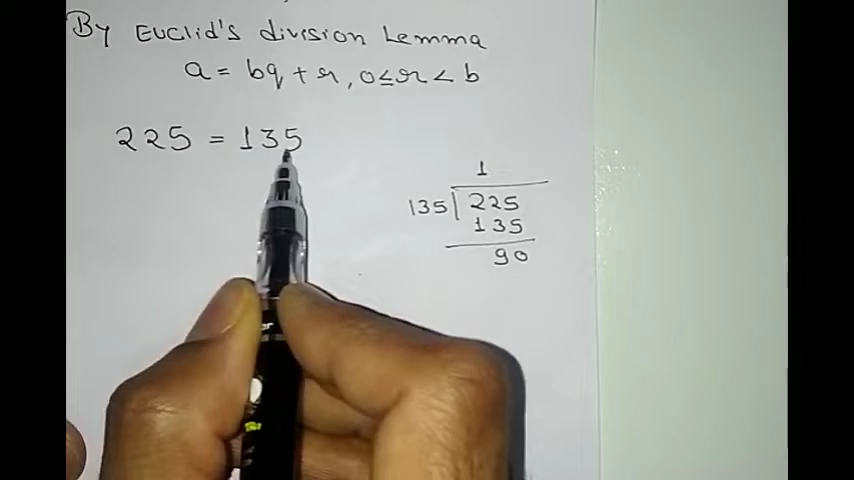 By Euclid's division Lemma
a = bq + r, 0 ≤ r < b
225 = 135
1
135 225
135
90